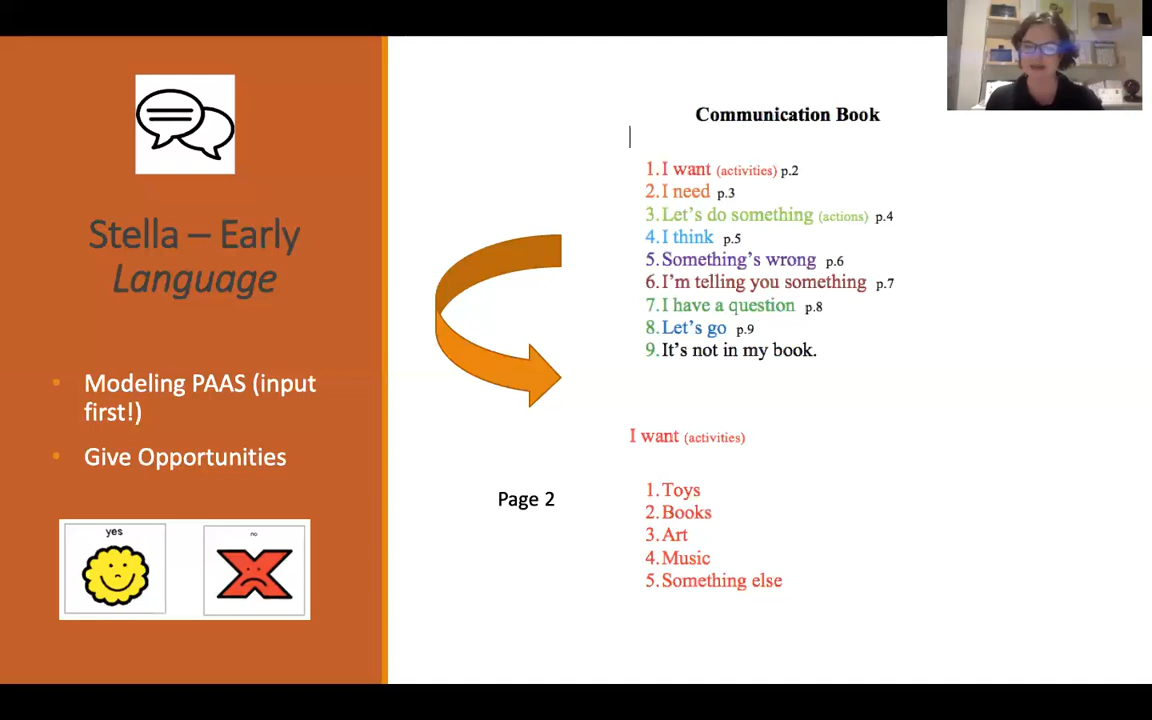 Stella – Early
Language
Modeling PAAS (input
first!)
Give Opportunities
yes
no
Communication Book
1. I want (activities) p.2
2. I need p.3
3. Let's do something (actions) p.4
4. I think p.5
5. Something's wrong p.6
6. I'm telling you something p.7
7. I have a question p.8
8. Let's go p.9
9. It's not in my book.
I want (activities)
Page 2
1. Toys
2. Books
3. Art
4. Music
5. Something else